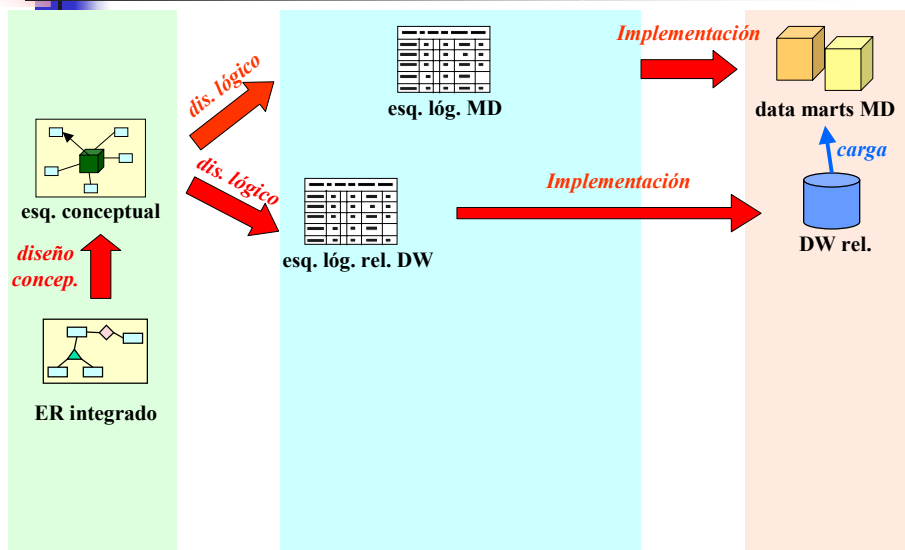 Implementación
dis. lógico
esq. lóg. MD
data marts MD
carga
esq. conceptual
dis. lógico
Implementación
esq. lóg. rel. DW
DW rel.
diseño
concep.
ER integrado